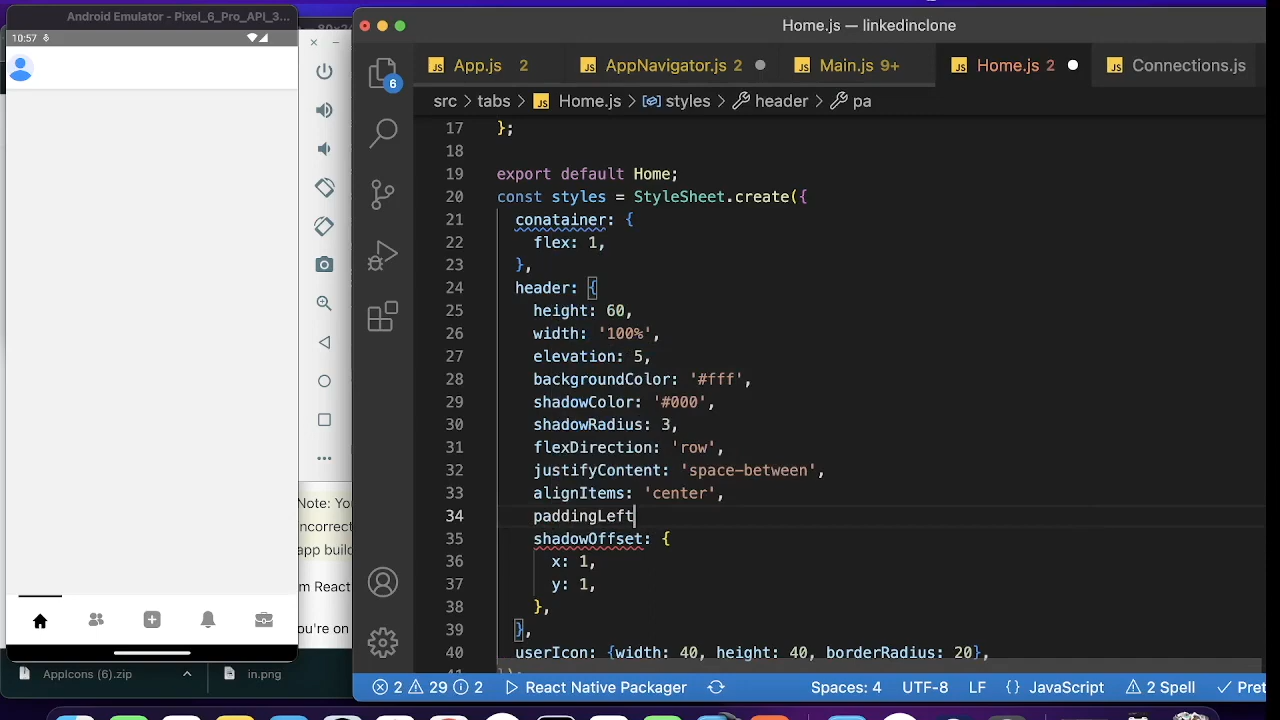 Android Emulator - Pixel_6_Pro_API_3...
10:57
Home.js — linkedinclone
App.js 2
AppNavigator.js 2
Main.js 9+
Home.js 2
Connections.js
6
src > tabs > Home.js > styles > header > pa
17 };
18
19 export default Home;
20 const styles = StyleSheet.create({
21 conatainer: {
22 flex: 1,
23 },
24 header: {
25 height: 60,
26 width: '100%',
27 elevation: 5,
28 backgroundColor: '#fff',
29 shadowColor: '#000',
30 shadowRadius: 3,
31 flexDirection: 'row',
32 justifyContent: 'space-between',
33 alignItems: 'center',
34 paddingLeft
35 shadowOffset: {
36 x: 1,
37 y: 1,
38 },
39 },
40 userIcon: {width: 40, height: 40, borderRadius: 20},
Note: You
ncorrect
app build
m React
ou're on
AppIcons (6).zip
in.png
2 29 2
React Native Packager
Spaces: 4
UTF-8
LF
{} JavaScript
2 Spell
Pret